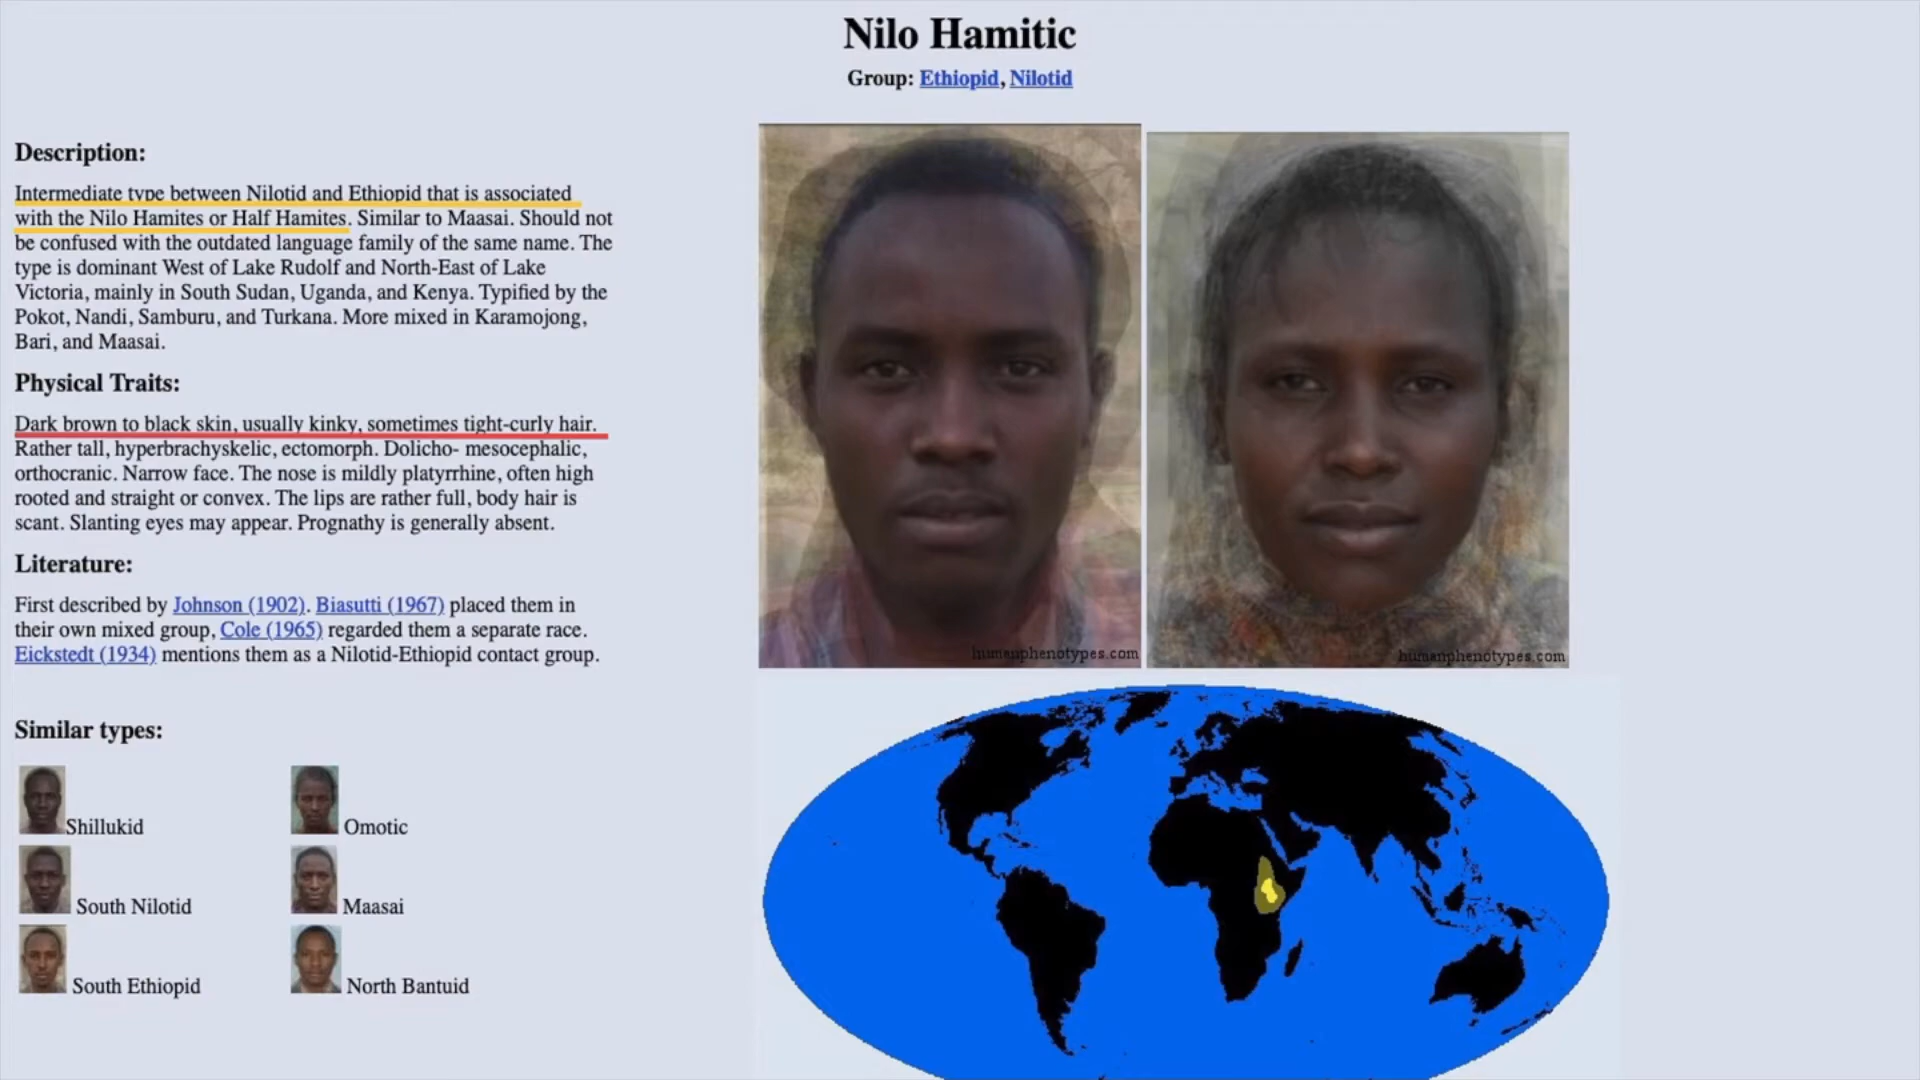 Nilo Hamitic
Group: Ethiopid, Nilotid
Description:
Intermediate type between Nilotid and Ethiopid that is associated
with the Nilo Hamites or Half Hamites. Similar to Maasai. Should not
be confused with the outdated language family of the same name. The
type is dominant West of Lake Rudolf and North-East of Lake
Victoria, mainly in South Sudan, Uganda, and Kenya. Typified by the
Pokot, Nandi, Samburu, and Turkana. More mixed in Karamojong,
Bari, and Maasai.
Physical Traits:
Dark brown to black skin, usually kinky, sometimes tight-curly hair.
Rather tall, hyperbrachyskelic, ectomorph. Dolicho- mesocephalic,
orthocranic. Narrow face. The nose is mildly platyrrhine, often high
rooted and straight or convex. The lips are rather full, body hair is
scant. Slanting eyes may appear. Prognathy is generally absent.
Literature:
First described by Johnson (1902). Biasutti (1967) placed them in
their own mixed group, Cole (1965) regarded them a separate race.
Eickstedt (1934) mentions them as a Nilotid-Ethiopid contact group.
Similar types:
Shillukid
Omotic
South Nilotid
Maasai
South Ethiopid
North Bantuid
humanphenotypes.com
humanphenotypes.com